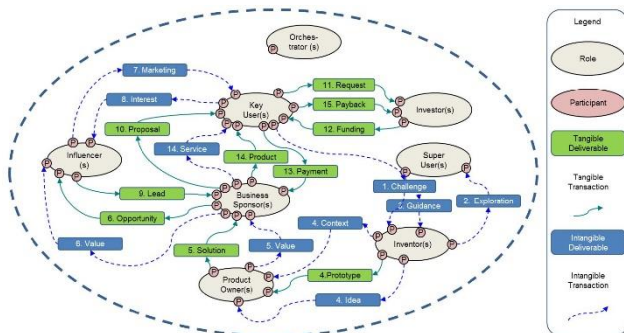 Orche-
strator (s)
P
7. Marketing
8. Interest
Key
User(s)
11. Request
15. Payback
12. Funding
Investor(s)
10. Proposal
14. Service
14. Product
13. Payment
Influencer
(s)
Super
User(s)
9. Lead
Business
Sponsor(s)
1. Challenge
3. Guidance
2. Exploration
6. Opportunity
4. Context
6. Value
5. Solution
5. Value
Inventor(s)
Product
Owner(s)
4.Prototype
4. Idea
Legend
Role
Participant
Tangible
Deliverable
Tangible
Transaction
Intangible
Deliverable
Intangible
Transaction